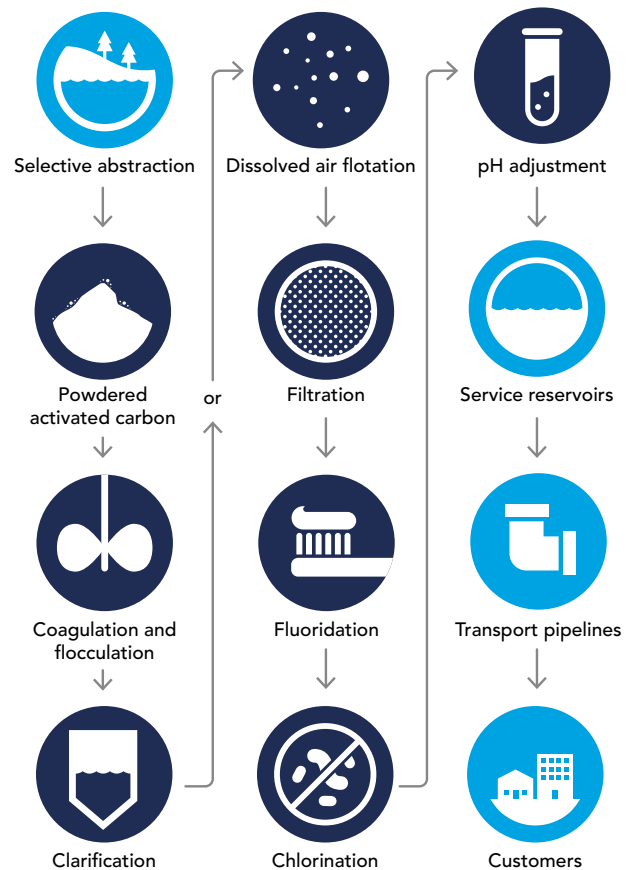 Selective abstraction
Powdered
activated carbon
Coagulation and
flocculation
Clarification
or
Dissolved air flotation
Filtration
Fluoridation
Chlorination
pH adjustment
Service reservoirs
Transport pipelines
Customers